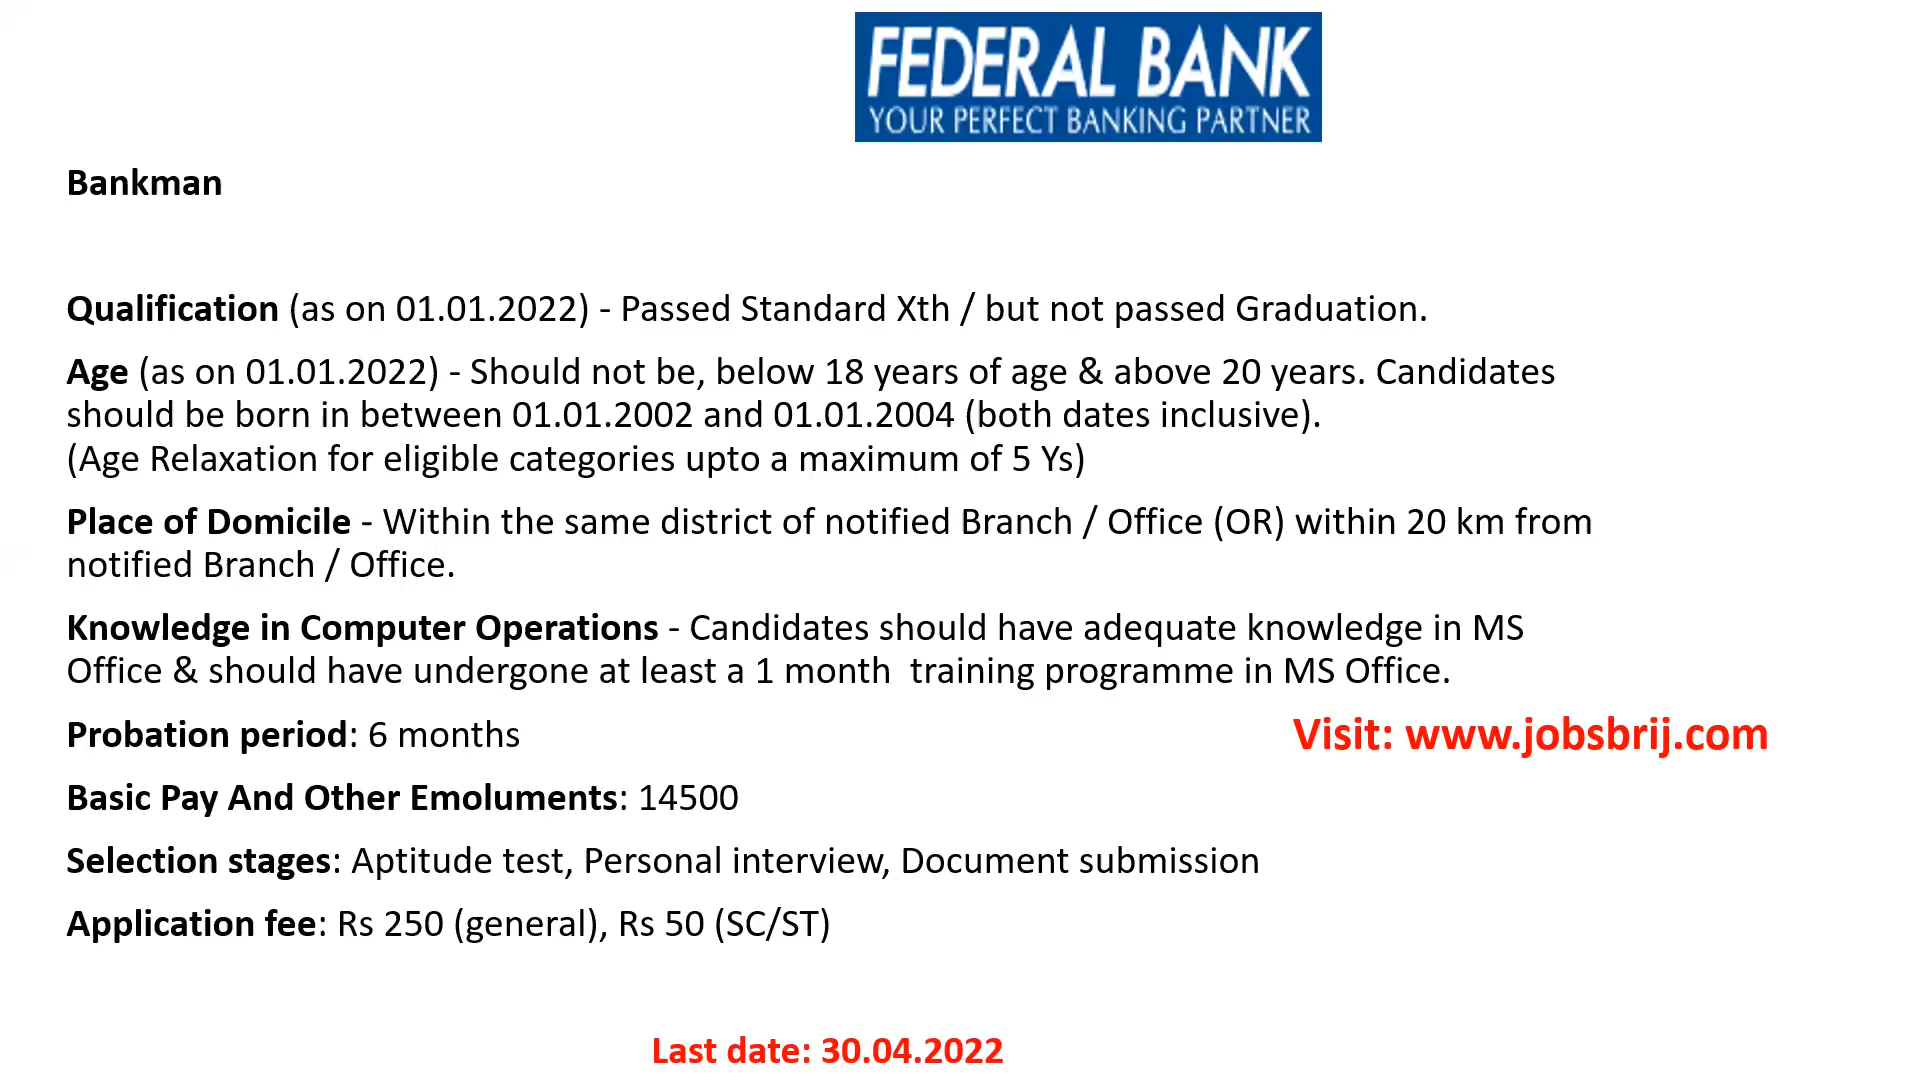 FEDERAL BANK
YOUR PERFECT BANKING PARTNER
Bankman
Qualification (as on 01.01.2022) - Passed Standard Xth / but not passed Graduation.
Age (as on 01.01.2022) - Should not be, below 18 years of age & above 20 years. Candidates
should be born in between 01.01.2002 and 01.01.2004 (both dates inclusive).
(Age Relaxation for eligible categories upto a maximum of 5 Ys)
Place of Domicile - Within the same district of notified Branch / Office (OR) within 20 km from
notified Branch / Office.
Knowledge in Computer Operations - Candidates should have adequate knowledge in MS
Office & should have undergone at least a 1 month  training programme in MS Office.
Probation period: 6 months
Visit: www.jobsbrij.com
Basic Pay And Other Emoluments: 14500
Selection stages: Aptitude test, Personal interview, Document submission
Application fee: Rs 250 (general), Rs 50 (SC/ST)
Last date: 30.04.2022